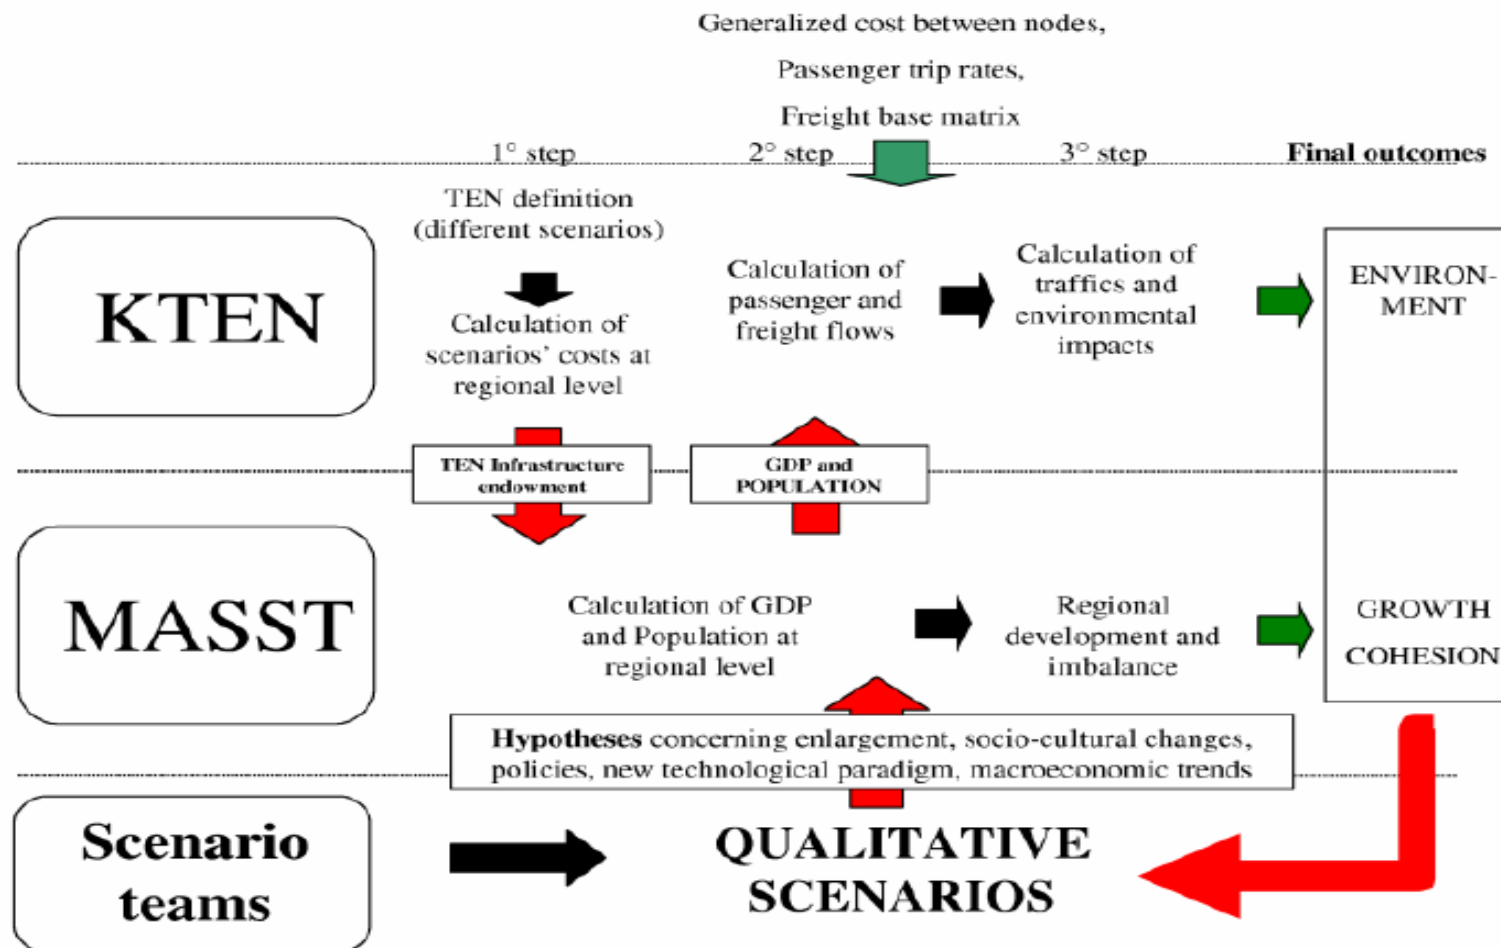 Generalized cost between nodes,
Passenger trip rates,
Freight base matrix
1° step
2° step
3° step
Final outcomes
KTEN
TEN definition
(different scenarios)
Calculation of
scenarios' costs at
regional level
Calculation of
passenger and
freight flows
Calculation of
traffics and
environmental
impacts
ENVIRON-
MENT
TEN Infrastructure
endowment
GDP and
POPULATION
MASST
Calculation of GDP
and Population at
regional level
Regional
development and
imbalance
GROWTH
COHESION
Hypotheses concerning enlargement, socio-cultural changes,
policies, new technological paradigm, macroeconomic trends
Scenario
teams
QUALITATIVE
SCENARIOS